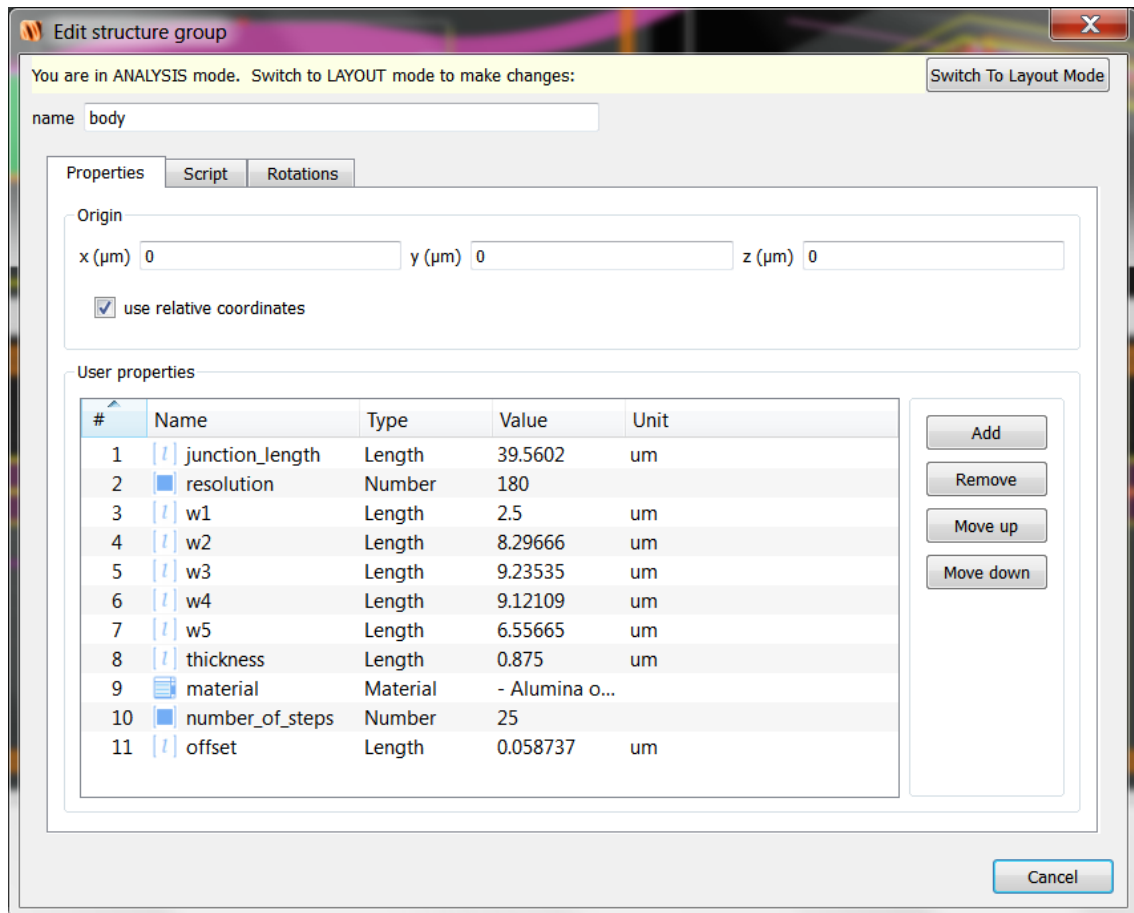 Edit structure group
You are in ANALYSIS mode. Switch to LAYOUT mode to make changes:
Switch To Layout Mode
name body
Properties Script Rotations
Origin
x (µm) 0 y (µm) 0 z (µm) 0
use relative coordinates
User properties
# Name Type Value Unit
1 [l] junction_length Length 39.5602 um
2 resolution Number 180
3 [l] w1 Length 2.5 um
4 [l] w2 Length 8.29666 um
5 [l] w3 Length 9.23535 um
6 [l] w4 Length 9.12109 um
7 [l] w5 Length 6.55665 um
8 [l] thickness Length 0.875 um
9 material Material - Alumina o...
10 number_of_steps Number 25
11 [l] offset Length 0.058737 um
Add
Remove
Move up
Move down
Cancel